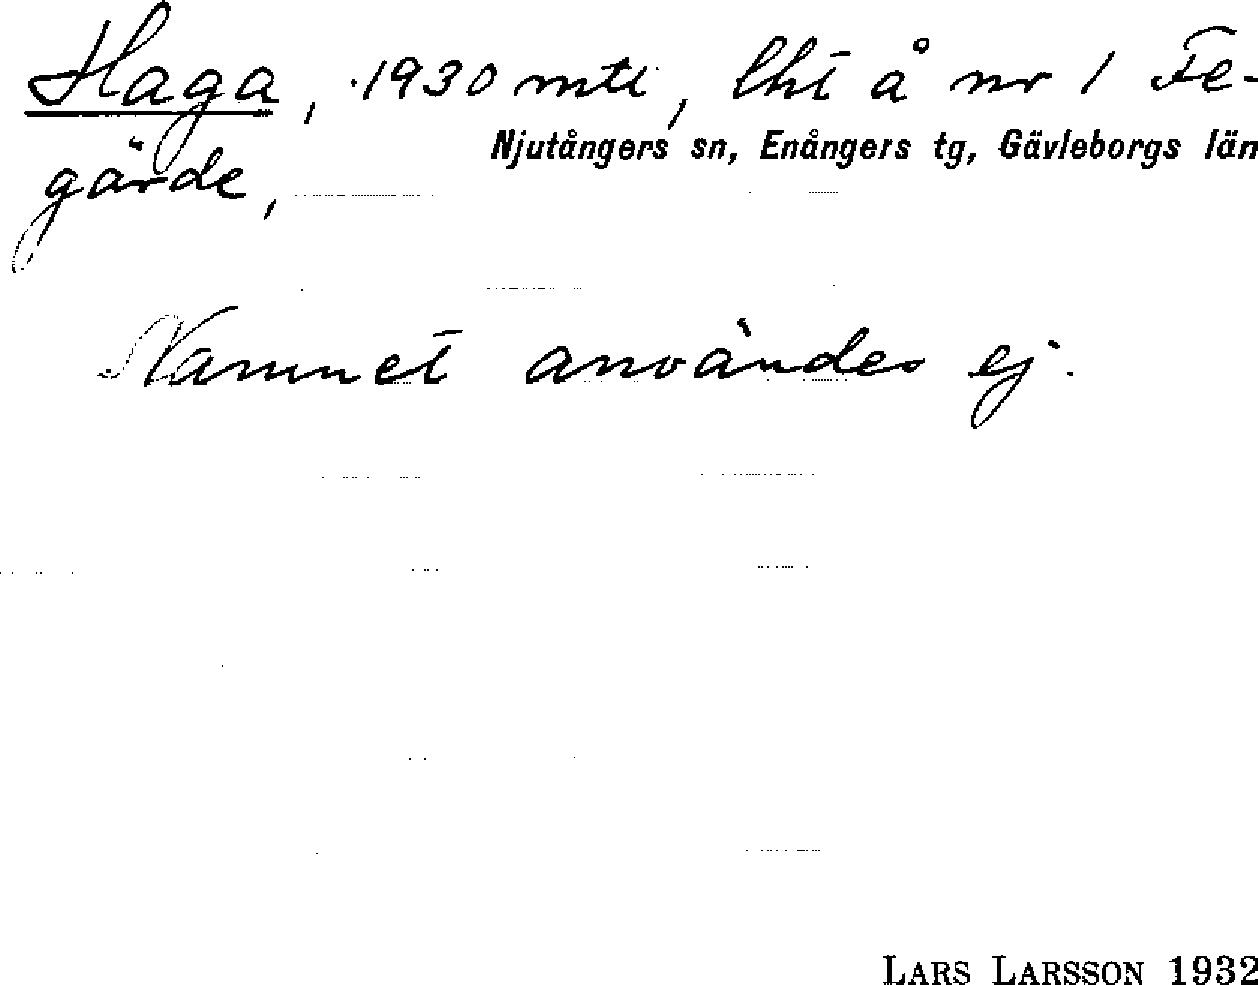 Haga, 1930 mtl, lht å nr 1 Fe-
Njutångers sn, Enångers tg, Gävleborgs län
gärde,
Namnet användes ej.
LARS LARSSON 1932